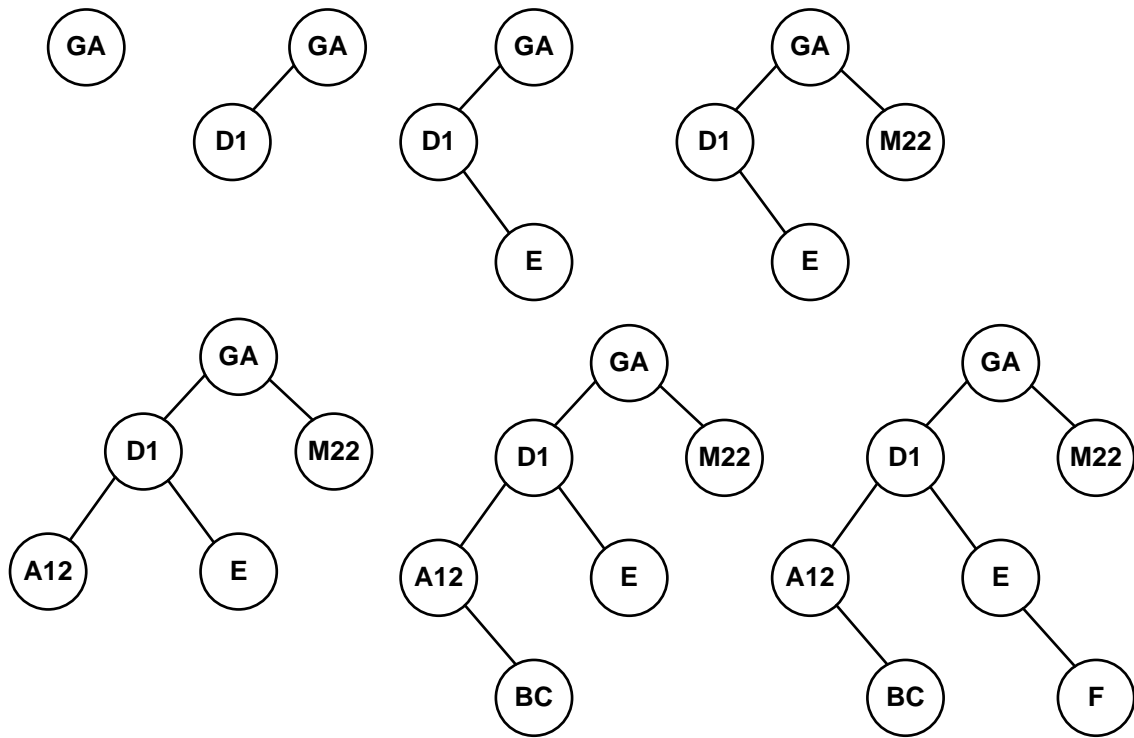 GA GA GA GA
D1 D1 D1 M22
E E
GA GA GA
D1 M22 D1 M22 D1 M22
A12 E A12 E A12 E
BC BC F